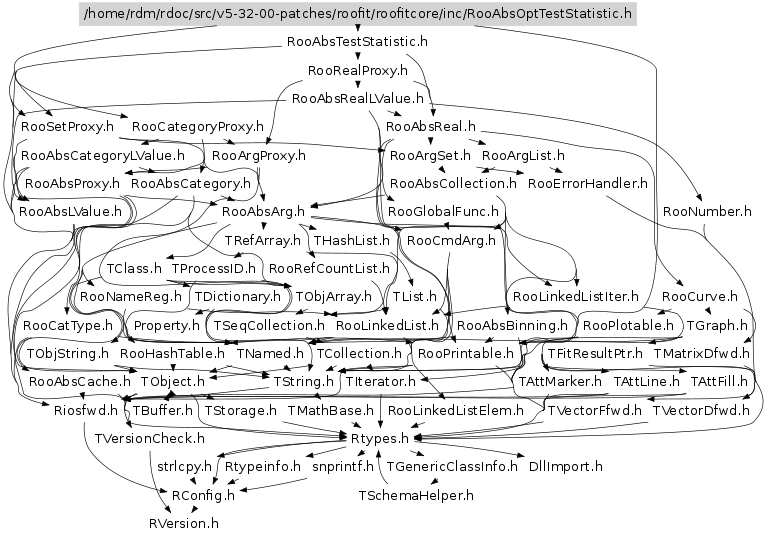 /home/rdm/rdoc/src/v5-32-00-patches/roofit/roofitcore/inc/RooAbsOptTestStatistic.h
RooAbsTestStatistic.h
RooRealProxy.h
RooAbsRealLValue.h
RooSetProxy.h RooCategoryProxy.h RooAbsReal.h
RooAbsCategoryLValue.h RooArgProxy.h RooArgSet.h RooArgList.h
RooAbsProxy.h RooAbsCategory.h RooAbsCollection.h RooErrorHandler.h
RooAbsLValue.h RooAbsArg.h RooGlobalFunc.h RooNumber.h
TRefArray.h THashList.h RooCmdArg.h
TClass.h TProcessID.h RooRefCountList.h
RooNameReg.h TDictionary.h TObjArray.h TList.h RooLinkedListIter.h RooCurve.h
RooCatType.h Property.h TSeqCollection.h RooLinkedList.h RooAbsBinning.h RooPlotable.h TGraph.h
TObjString.h RooHashTable.h TNamed.h TCollection.h RooPrintable.h TFitResultPtr.h TMatrixDfwd.h
RooAbsCache.h TObject.h TString.h TIterator.h TAttMarker.h TAttLine.h TAttFill.h
Riosfwd.h TBuffer.h TStorage.h TMathBase.h RooLinkedListElem.h TVectorFfwd.h TVectorDfwd.h
TVersionCheck.h Rtypes.h
strlcpy.h Rtypeinfo.h snprintf.h TGenericClassInfo.h DllImport.h
RConfig.h TSchemaHelper.h
RVersion.h